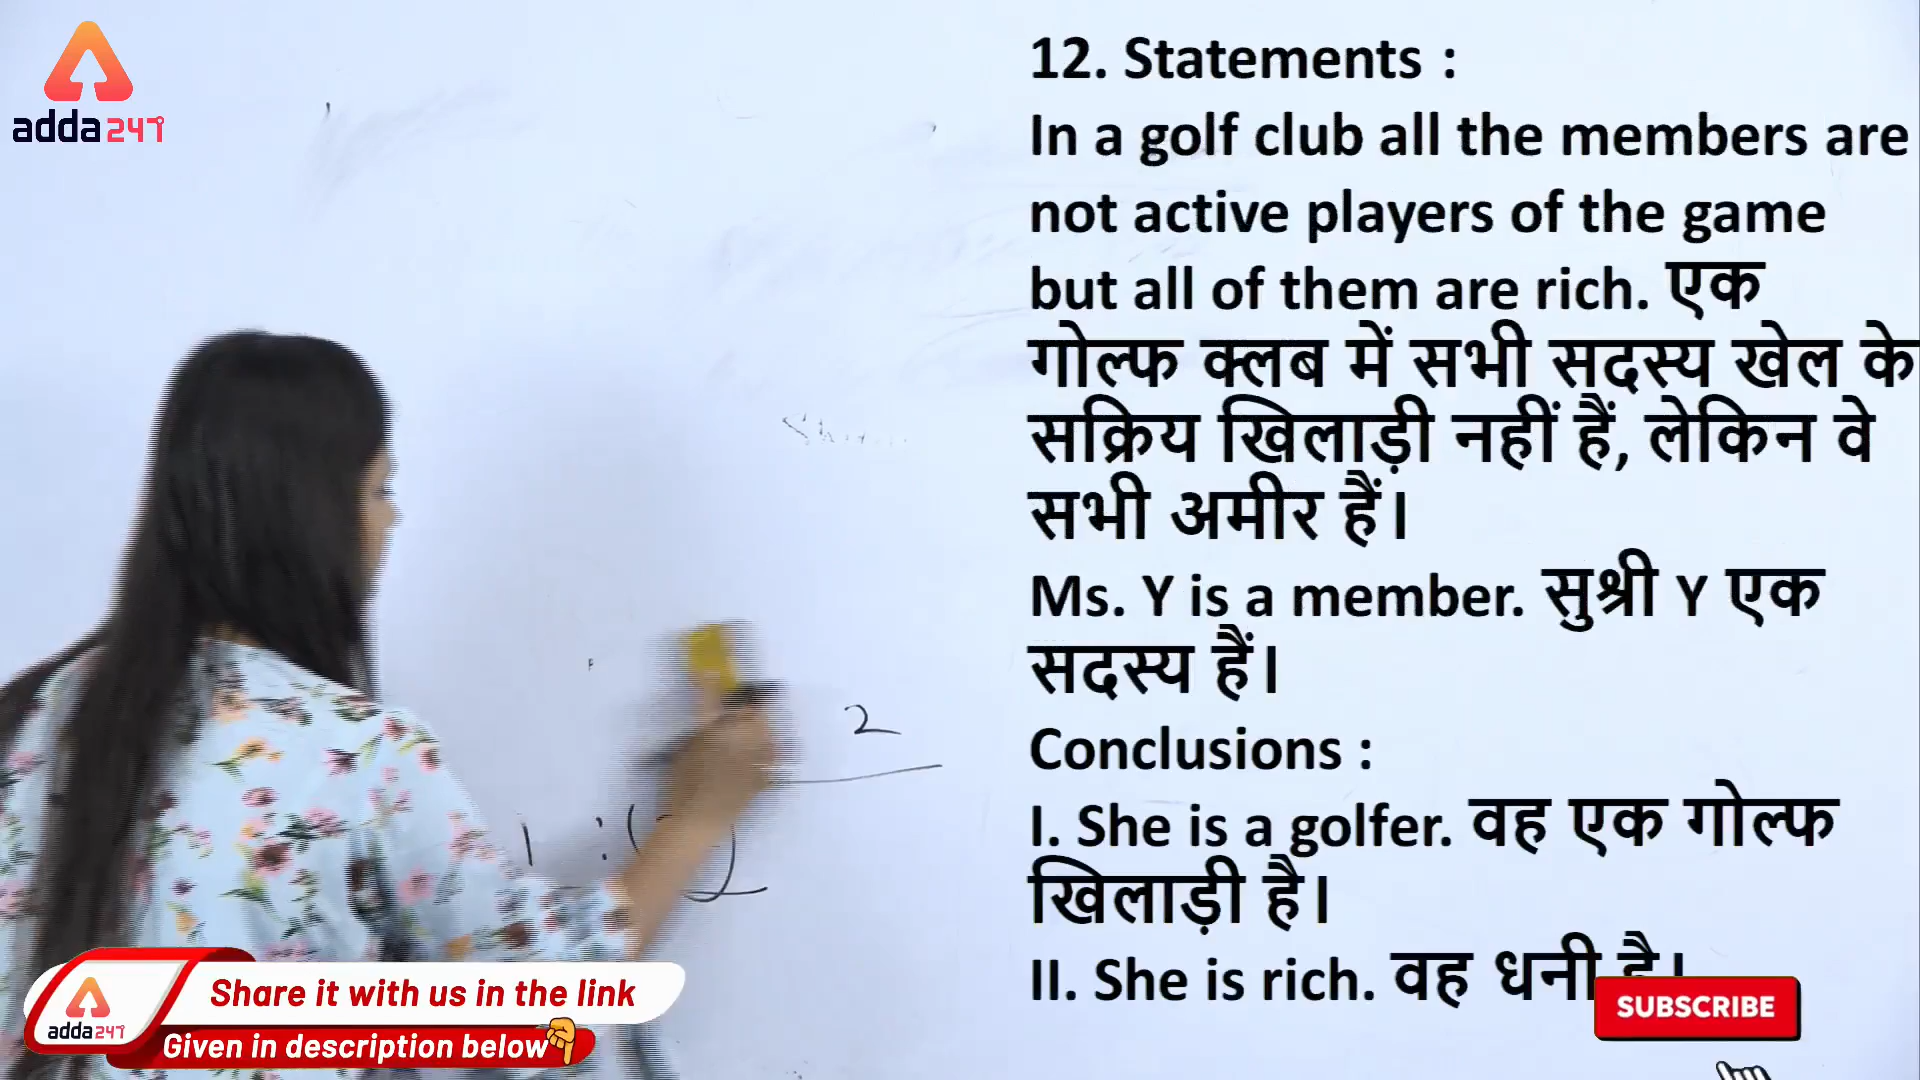 adda247
12. Statements :
In a golf club all the members are
not active players of the game
but all of them are rich. एक
गोल्फ क्लब में सभी सदस्य खेल के
सक्रिय खिलाड़ी नहीं हैं, लेकिन वे
सभी अमीर हैं।
Ms. Y is a member. सुश्री Y एक
सदस्य हैं।
Conclusions :
I. She is a golfer. वह एक गोल्फ
खिलाड़ी है।
II. She is rich. वह धनी है।
2
1 :
Share it with us in the link
adda247
Given in description below
SUBSCRIBE